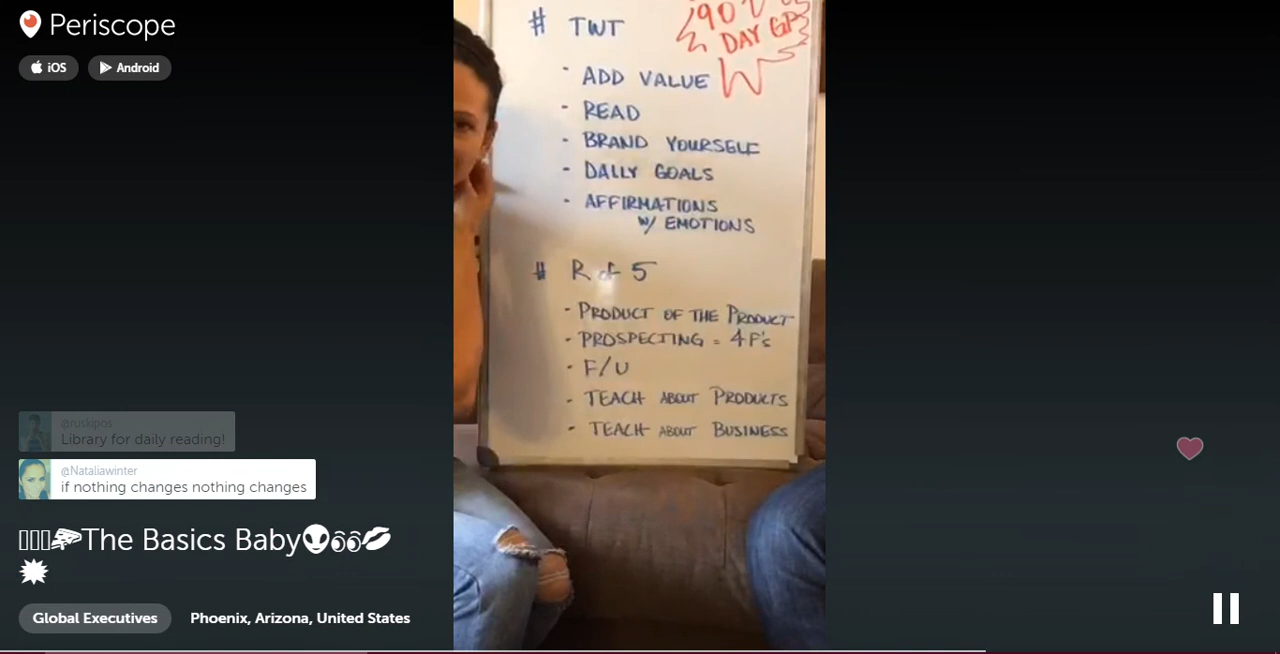 Periscope
iOS
Android
# TWT
90
DAY GP
- ADD VALUE
- READ
- BRAND YOURSELF
- DAILY GOALS
- AFFIRMATIONS
W/ EMOTIONS
# R of 5
- PRODUCT OF THE PRODUCT
- PROSPECTING = 4 F's
- F/U
- TEACH ABOUT PRODUCTS
- TEACH ABOUT BUSINESS
@ruskipos
Library for daily reading!
@Nataliawinter
if nothing changes nothing changes
The Basics Baby
Global Executives
Phoenix, Arizona, United States